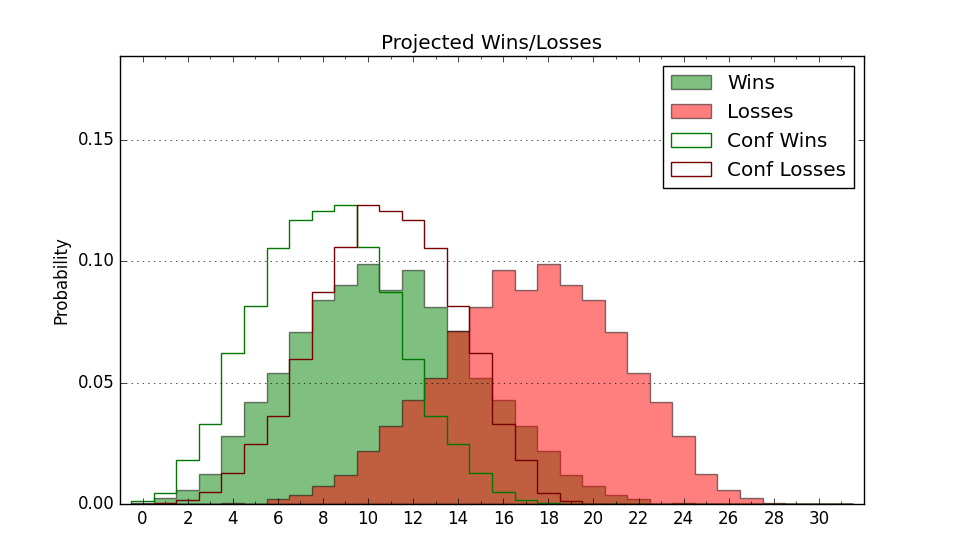 Projected Wins/Losses
Wins
Losses
Conf Wins
Conf Losses
Probability
0.15
0.10
0.05
0.00
0 2 4 6 8 10 12 14 16 18 20 22 24 26 28 30